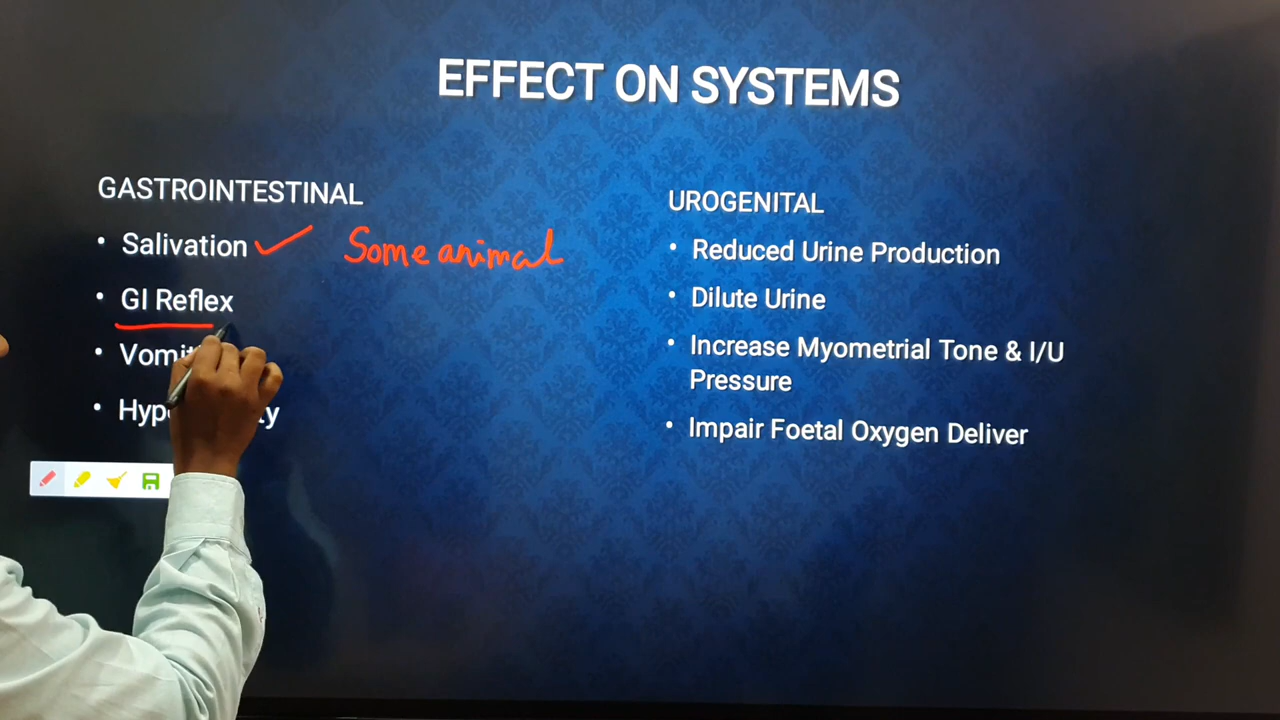 EFFECT ON SYSTEMS
GASTROINTESTINAL
• Salivation ✓ Some animal
• GI Reflex
•
•
UROGENITAL
• Reduced Urine Production
• Dilute Urine
• Increase Myometrial Tone & I/U
Pressure
• Impair Foetal Oxygen Deliver